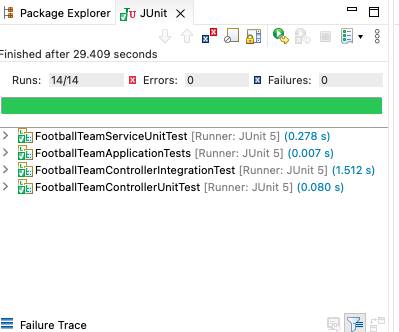 Package Explorer JUnit
Finished after 29.409 seconds
Runs: 14/14 Errors: 0 Failures: 0
FootballTeamServiceUnitTest [Runner: JUnit 5] (0.278 s)
FootballTeamApplicationTests [Runner: JUnit 5] (0.007 s)
FootballTeamControllerIntegrationTest [Runner: JUnit 5] (1.512 s)
FootballTeamControllerUnitTest [Runner: JUnit 5] (0.080 s)
Failure Trace